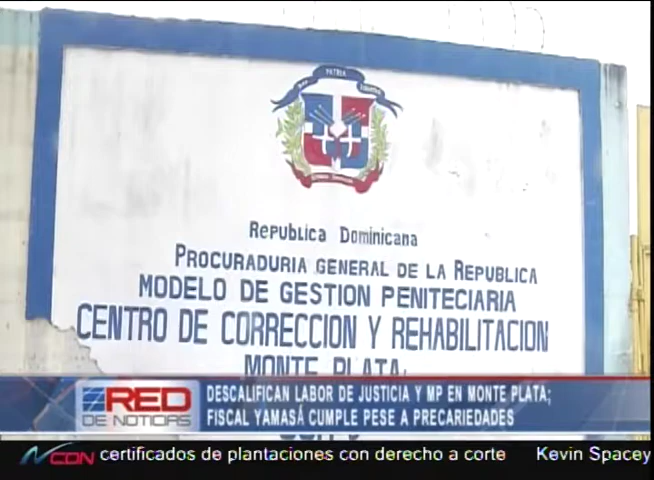 PATRIA
República Dominicana
PROCURADURIA GENERAL DE LA REPUBLICA
MODELO DE GESTION PENITECIARIA
CENTRO DE CORRECCION Y REHABILITACION
MONTE PLATA
RED
DE NOTICIAS
DESCALIFICAN LABOR DE JUSTICIA Y MP EN MONTE PLATA;
FISCAL YAMASÁ CUMPLE PESE A PRECARIEDADES
NCDN certificados de plantaciones con derecho a corte Kevin Spacey